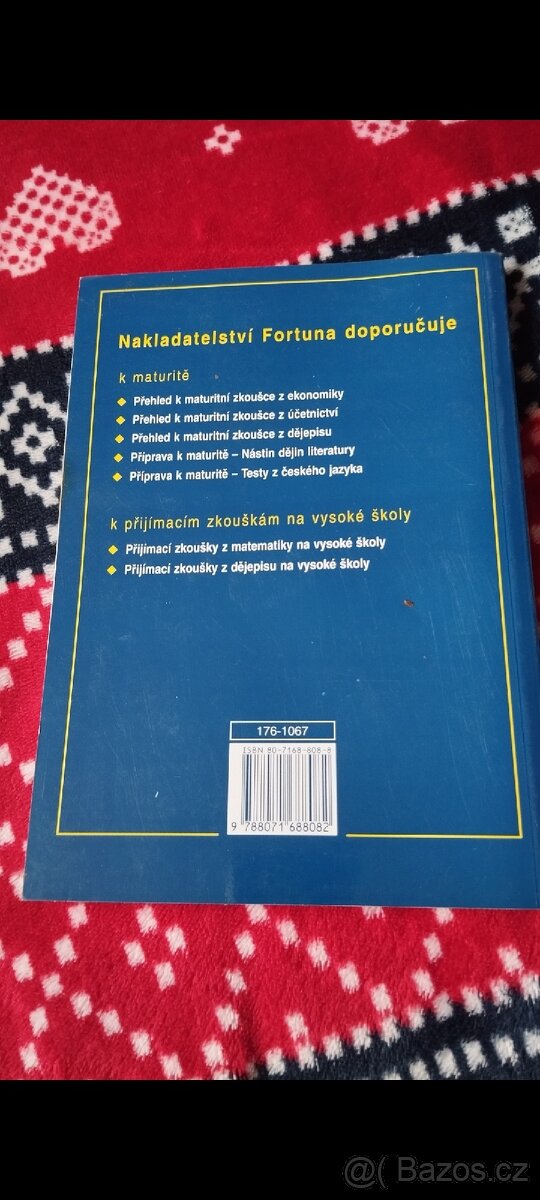 Nakladatelství Fortuna doporučuje
k maturitě
Přehled k maturitní zkoušce z ekonomiky
Přehled k maturitní zkoušce z účetnictví
Přehled k maturitní zkoušce z dějepisu
Příprava k maturitě – Nástin dějin literatury
Příprava k maturitě – Testy z českého jazyka
k přijímacím zkouškám na vysoké školy
Přijímací zkoušky z matematiky na vysoké školy
Přijímací zkoušky z dějepisu na vysoké školy
176-1067
ISBN 80-7168-808-8
9 788071 688082
@( Bazos.cz